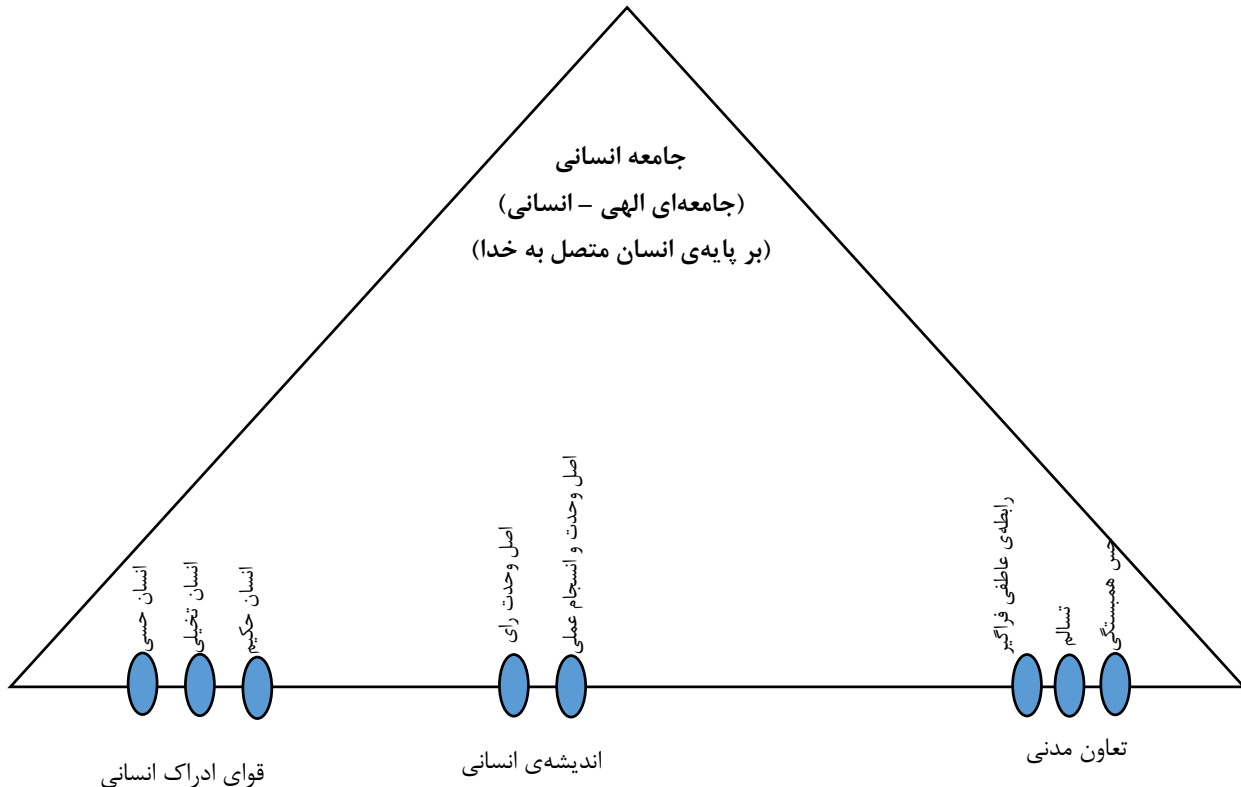 جامعه انسانی
(جامعه‌ای الهی – انسانی)
(بر پایه‌ی انسان متصل به خدا)
رابطه‌ی عاطفی فراگیر
تسالم
حس همبستگی
اصل وحدت رای
اصل وحدت و انسجام عملی
انسان حسی
انسان تخیلی
انسان حکیم
تعاون مدنی
اندیشه‌ی انسانی
قوای ادراک انسانی